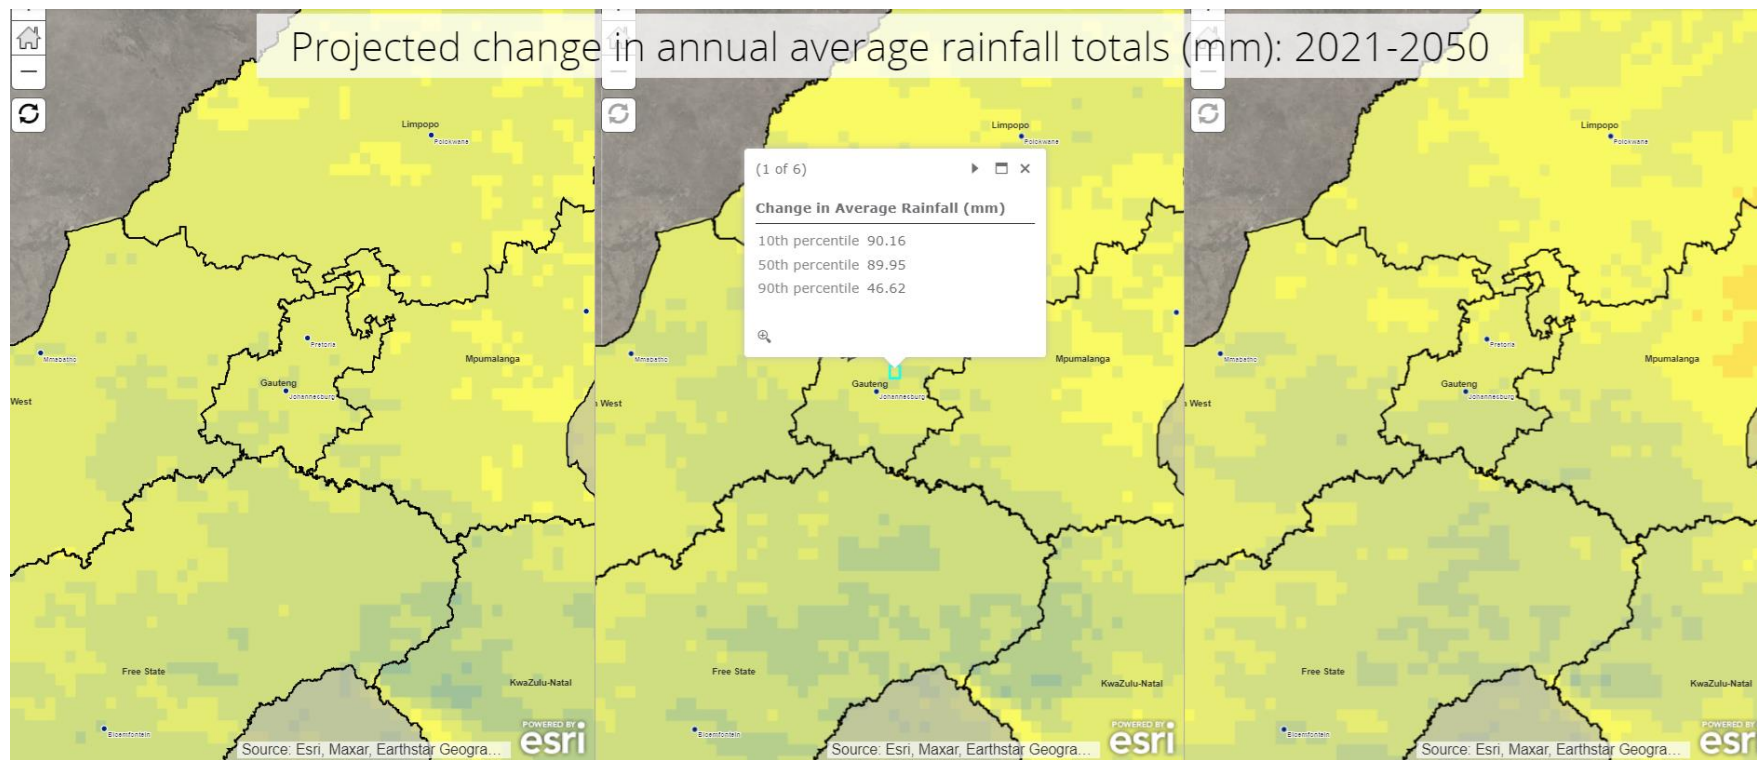 Projected change in annual average rainfall totals (mm): 2021-2050
Limpopo
Polokwane
Mmabatho
Pretoria
Mpumalanga
Gauteng
Johannesburg
West
Free State
KwaZulu-Natal
Bloemfontein
POWERED BY
esri
Source: Esri, Maxar, Earthstar Geogra...
Limpopo
Polokwane
(1 of 6)
Change in Average Rainfall (mm)
10th percentile 90.16
50th percentile 89.95
90th percentile 46.62
Mmabatho
Mpumalanga
Gauteng
Johannesburg
West
Free State
KwaZulu-Natal
Bloemfontein
POWERED BY
esri
Source: Esri, Maxar, Earthstar Geogra...
Limpopo
Polokwane
Mmabatho
Pretoria
Mpumalanga
Gauteng
Johannesburg
West
Free State
KwaZulu-Natal
Bloemfontein
POWERED BY
esri
Source: Esri, Maxar, Earthstar Geogra...